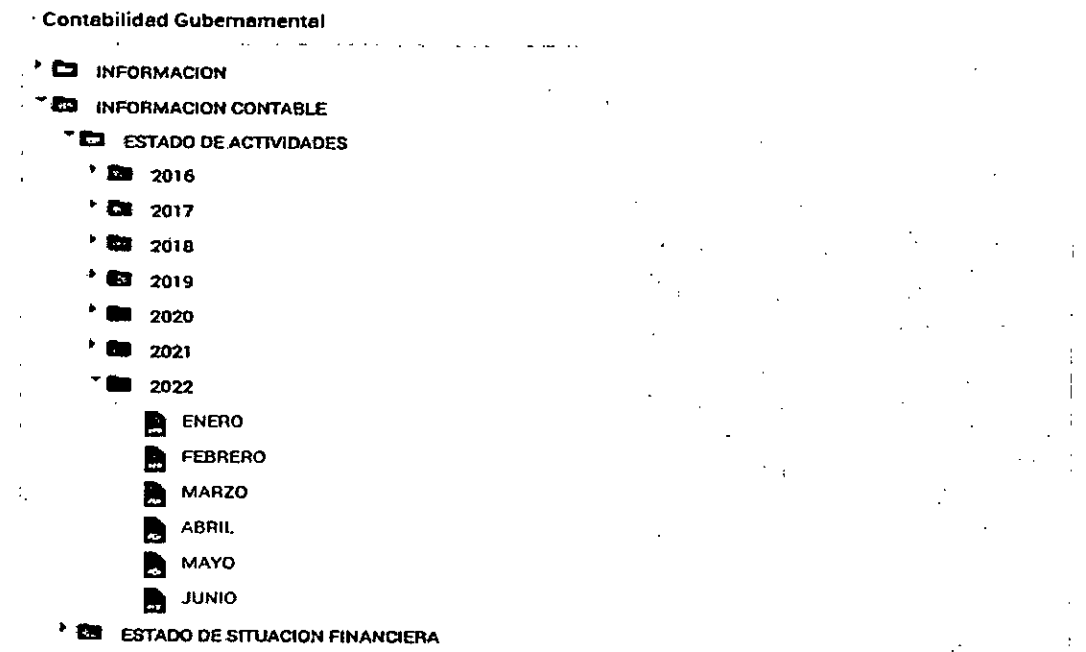 Contabilidad Gubernamental
INFORMACION
INFORMACION CONTABLE
ESTADO DE ACTIVIDADES
2016
2017
2018
2019
2020
2021
2022
ENERO
FEBRERO
MARZO
ABRIL
MAYO
JUNIO
ESTADO DE SITUACION FINANCIERA